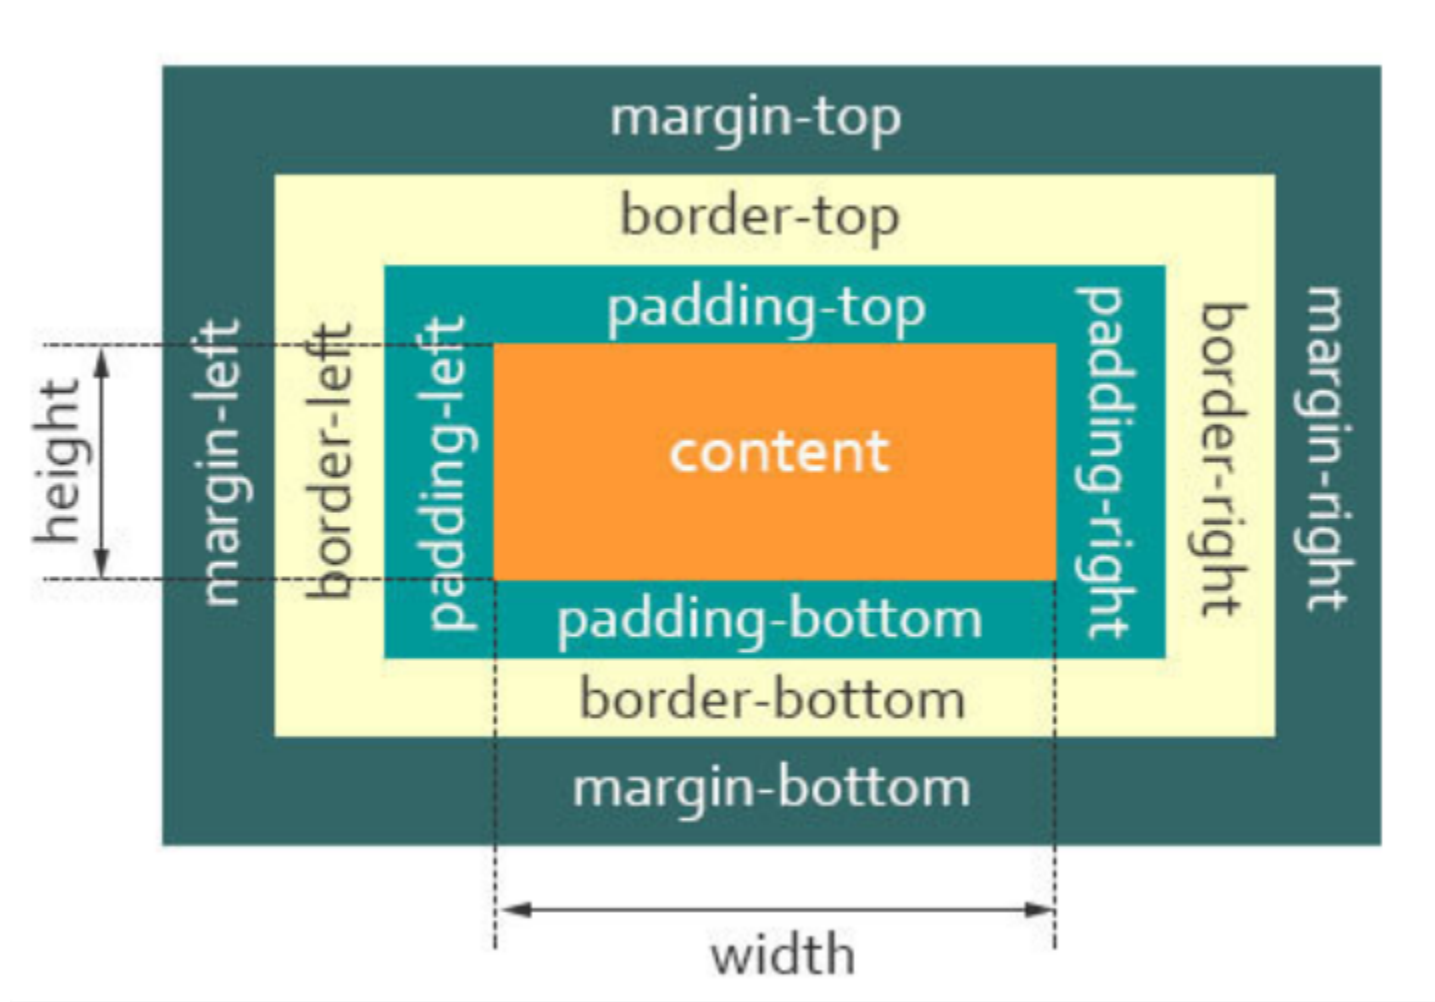 margin-top
border-top
padding-top
height
margin-left
border-left
padding-left
content
padding-right
border-right
margin-right
padding-bottom
border-bottom
margin-bottom
width